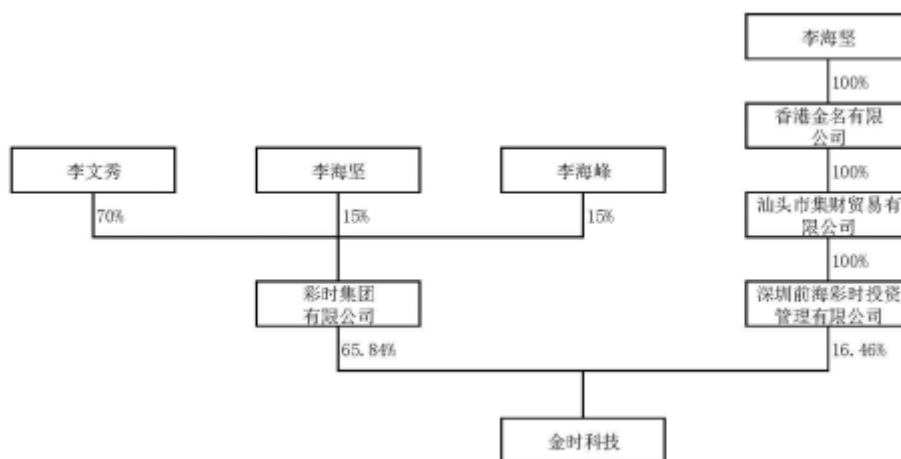 李海坚
100%
香港金名有限
公司
100%
李文秀
李海坚
李海峰
70%
15%
15%
汕头市集财贸易有
限公司
100%
彩时集团
有限公司
深圳前海彩时投资
管理有限公司
65.84%
16.46%
金时科技